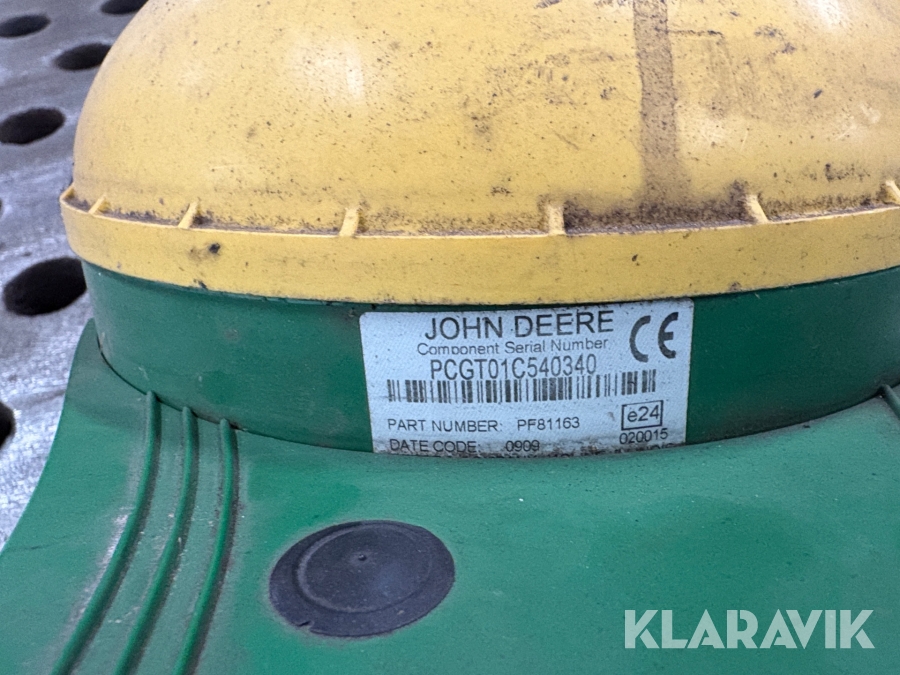 JOHN DEERE
Component Serial Number
PCGT01C540340
PART NUMBER: PF81163
e24
DATE CODE: 0909
020015
CE
KLARAVIK